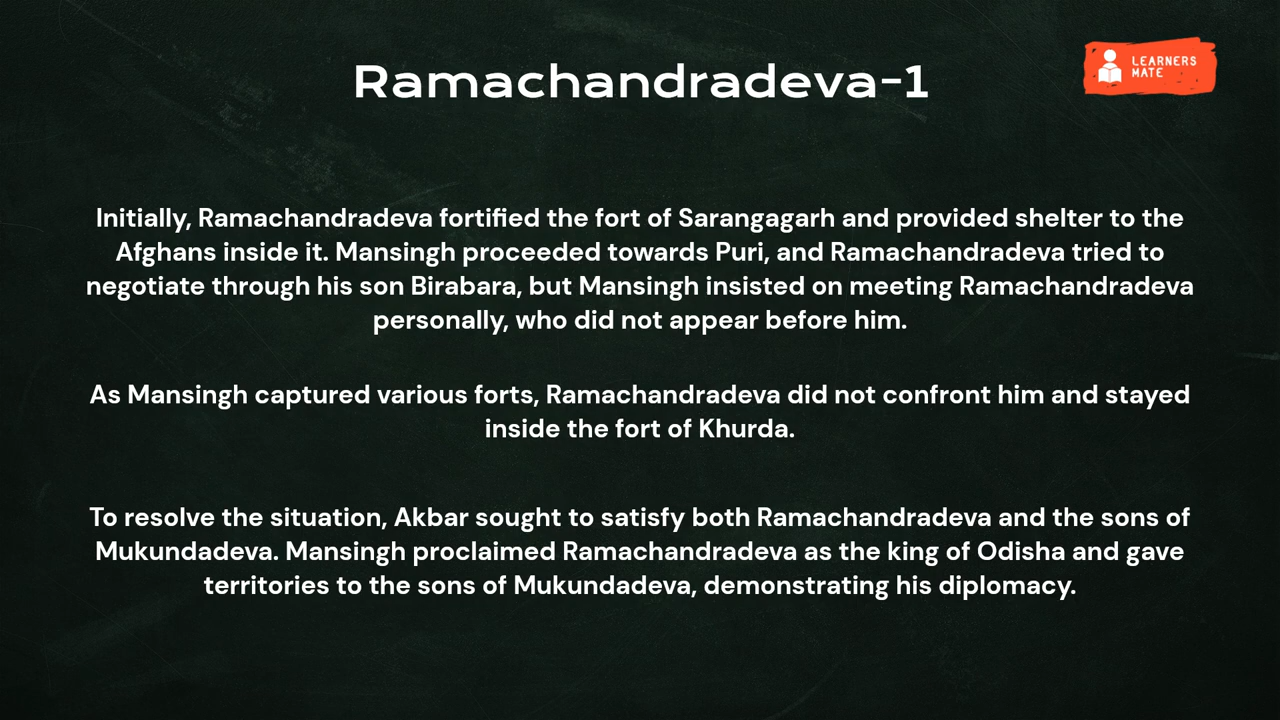 Ramachandradeva-1
LEARNERS
MATE
Initially, Ramachandradeva fortified the fort of Sarangagarh and provided shelter to the
Afghans inside it. Mansingh proceeded towards Puri, and Ramachandradeva tried to
negotiate through his son Birabara, but Mansingh insisted on meeting Ramachandradeva
personally, who did not appear before him.
As Mansingh captured various forts, Ramachandradeva did not confront him and stayed
inside the fort of Khurda.
To resolve the situation, Akbar sought to satisfy both Ramachandradeva and the sons of
Mukundadeva. Mansingh proclaimed Ramachandradeva as the king of Odisha and gave
territories to the sons of Mukundadeva, demonstrating his diplomacy.